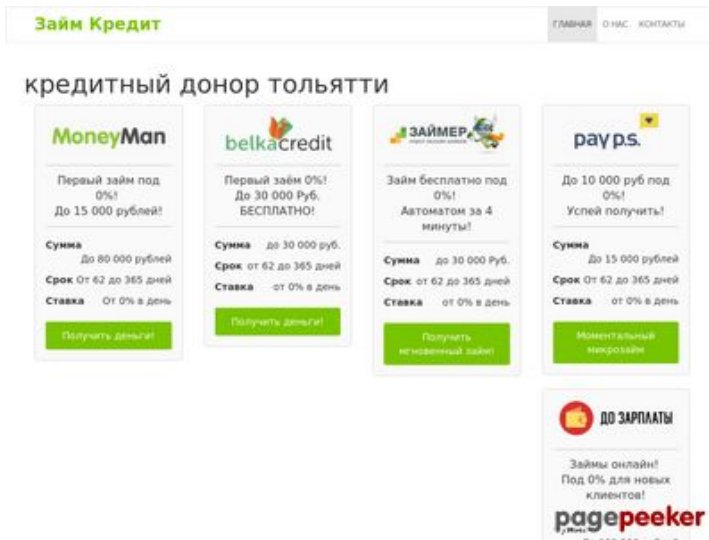 Займ Кредит
ГЛАВНАЯ О НАС КОНТАКТЫ
кредитный донор тольятти
MoneyMan
Первый займ под
0%!
До 15 000 рублей!
Сумма
До 80 000 рублей
Срок От 62 до 365 дней
Ставка От 0% в день
Получить деньги!
belkacredit
Первый заём 0%!
До 30 000 Руб.
БЕСПЛАТНО!
Сумма до 30 000 руб.
Срок от 62 до 365 дней
Ставка от 0% в день
Получить деньги!
ЗАЙМЕР
Займ бесплатно под
0%!
Автоматом за 4
минуты!
Сумма до 30 000 Руб.
Срок от 62 до 365 дней
Ставка от 0% в день
Получить
мгновенный займ!
pay p.s.
До 10 000 руб под
0%!
Успей получить!
Сумма
До 15 000 рублей
Срок От 62 до 365 дней
Ставка От 0% в день
Моментальный
микрозайм
ДО ЗАРПЛАТЫ
Займы онлайн!
Под 0% для новых
клиентов!
pagepeeker